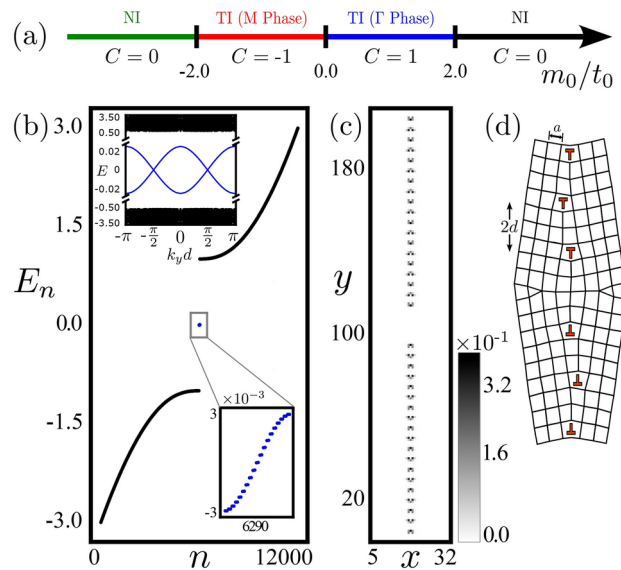 (a)
NI TI (M Phase) TI (Γ Phase) NI
C = 0 C = -1 C = 1 C = 0
-2.0 0.0 2.0 m₀/t₀
(b)
3.0
1.5
0.0
-1.5
-3.0
Eₙ
0 n 12000
3.50
0.50
0.02
0
-0.02
-0.50
-3.50
E
-π -π/2 0 π/2 π
k_y d
×10⁻³
3
-3
6290
(c)
180
100
20
y
5 x 32
×10⁻¹
3.2
1.6
0.0
(d)
a
2d